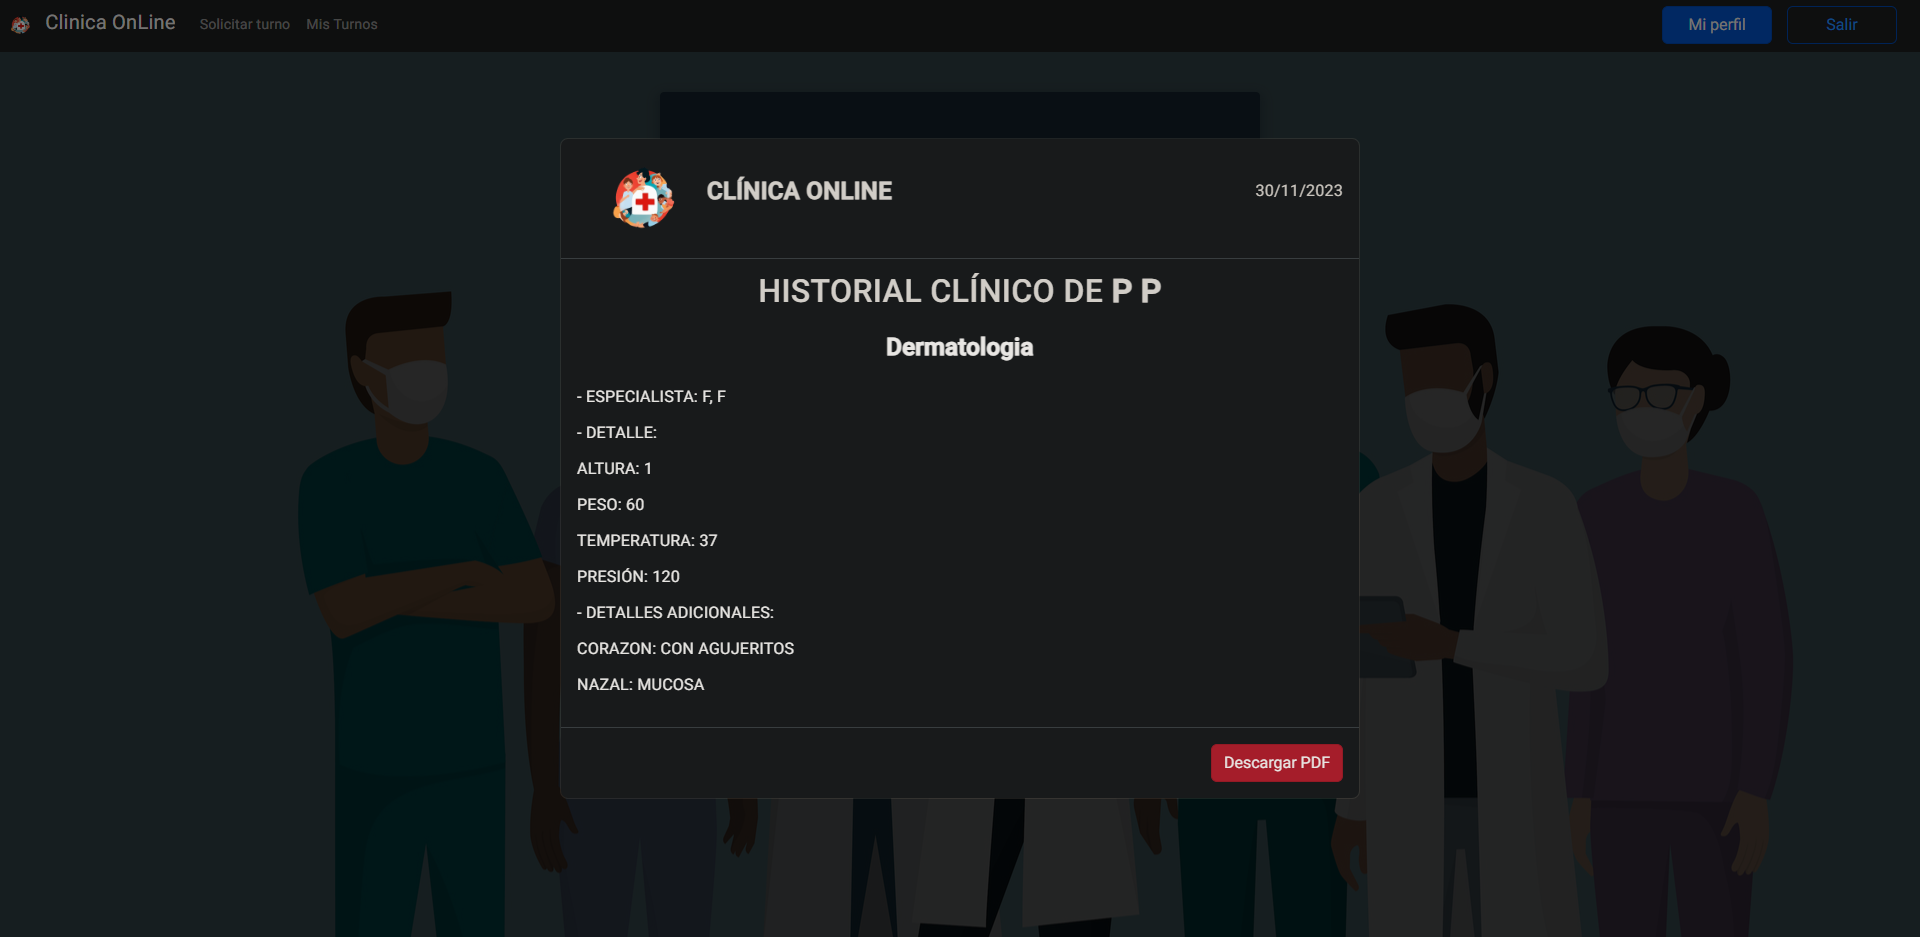 Clinica OnLine
Solicitar turno
Mis Turnos
Mi perfil
Salir
CLÍNICA ONLINE
30/11/2023
HISTORIAL CLÍNICO DE P P
Dermatologia
- ESPECIALISTA: F, F
- DETALLE:
ALTURA: 1
PESO: 60
TEMPERATURA: 37
PRESIÓN: 120
- DETALLES ADICIONALES:
CORAZON: CON AGUJERITOS
NAZAL: MUCOSA
Descargar PDF